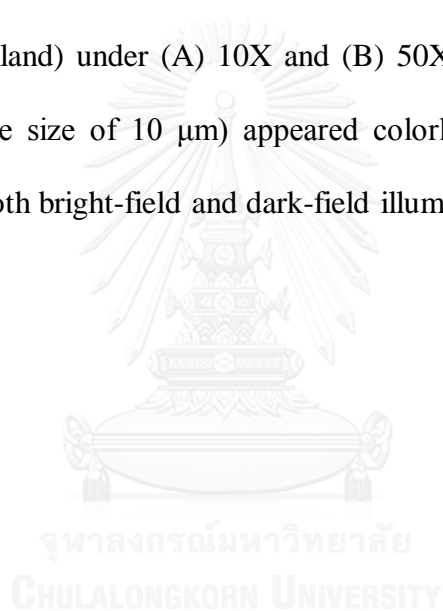 land) under (A) 10X and (B) 50X
e size of 10 μm) appeared colorl
oth bright-field and dark-field illum
จุฬาลงกรณ์มหาวิทยาลัย
CHULALONGKORN UNIVERSITY